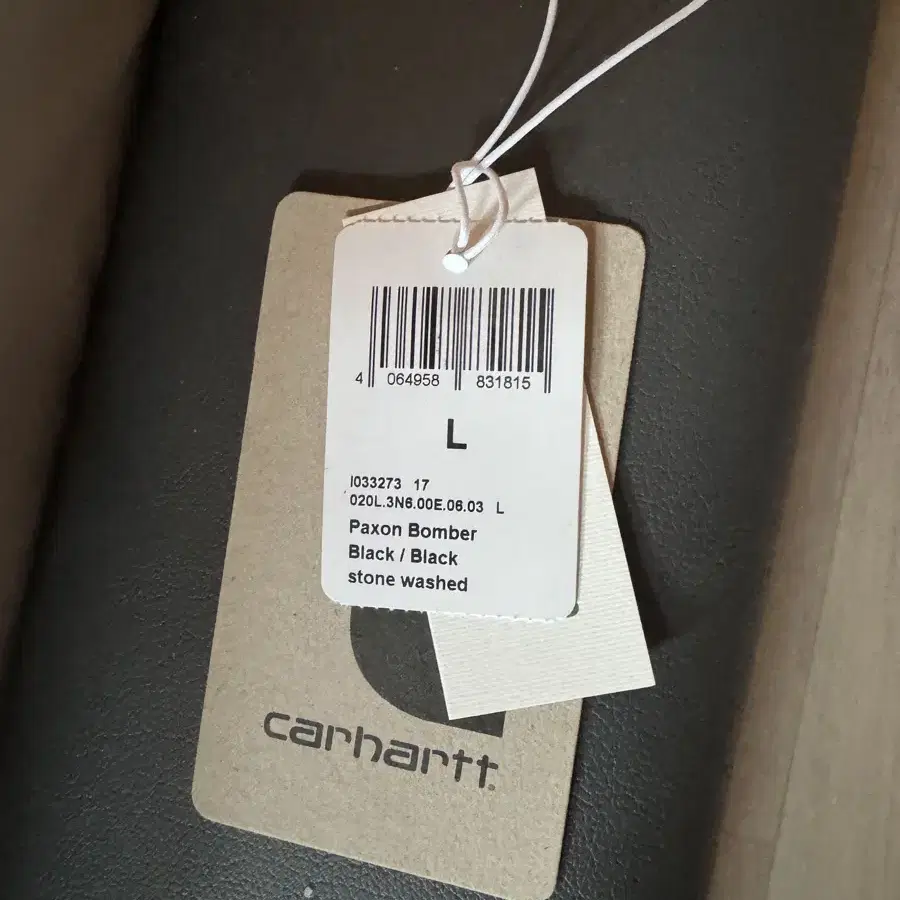 4 064958 831815
L
I033273 17
020L.3N6.00E.06.03 L
Paxon Bomber
Black / Black
stone washed
carhartt